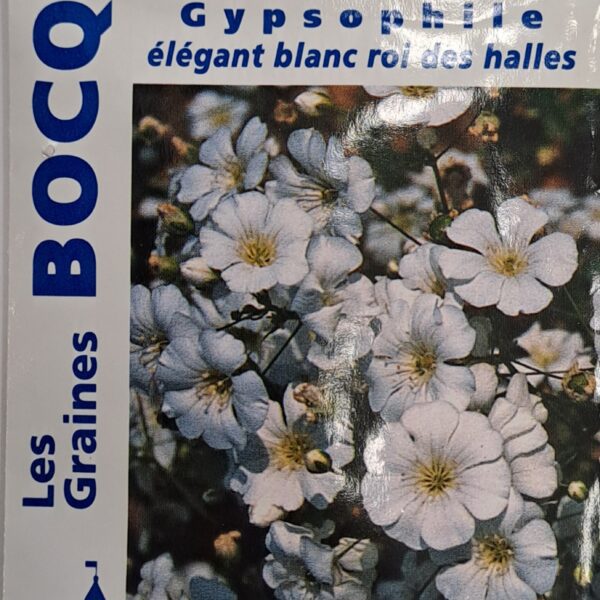 Gypsophile
élégant blanc roi des halles
Les
Graines
BOCQ